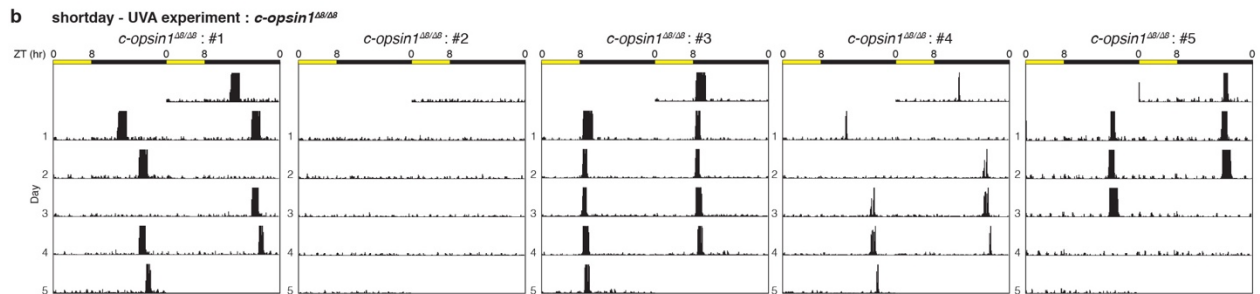 b shortday - UVA experiment : c-opsin1Δ8/Δ8
c-opsin1Δ8/Δ8 : #1
c-opsin1Δ8/Δ8 : #2
c-opsin1Δ8/Δ8 : #3
c-opsin1Δ8/Δ8 : #4
c-opsin1Δ8/Δ8 : #5
ZT (hr) 0 8 0 8 0 0 8 0 8 0 0 8 0 8 0 0 8 0 8 0 0 8 0 8 0
1 1 1 1 1
2 2 2 2 2
Day
3 3 3 3 3
4 4 4 4 4
5 5 5 5 5